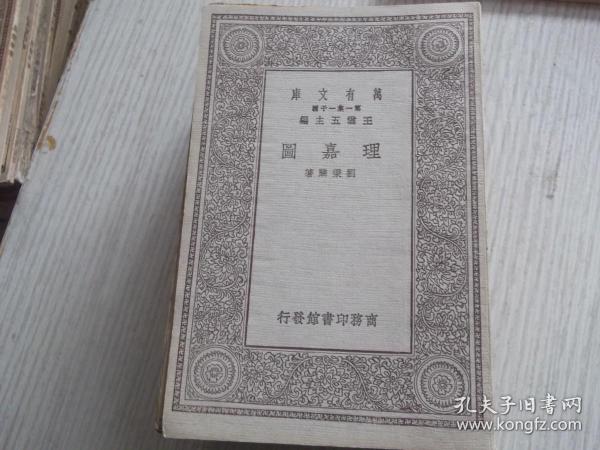 萬有文庫
第一集一千種
王雲五主編
理嘉圖
劉秉麟著
商務印書館發行
孔夫子旧书网
www.kongfz.com